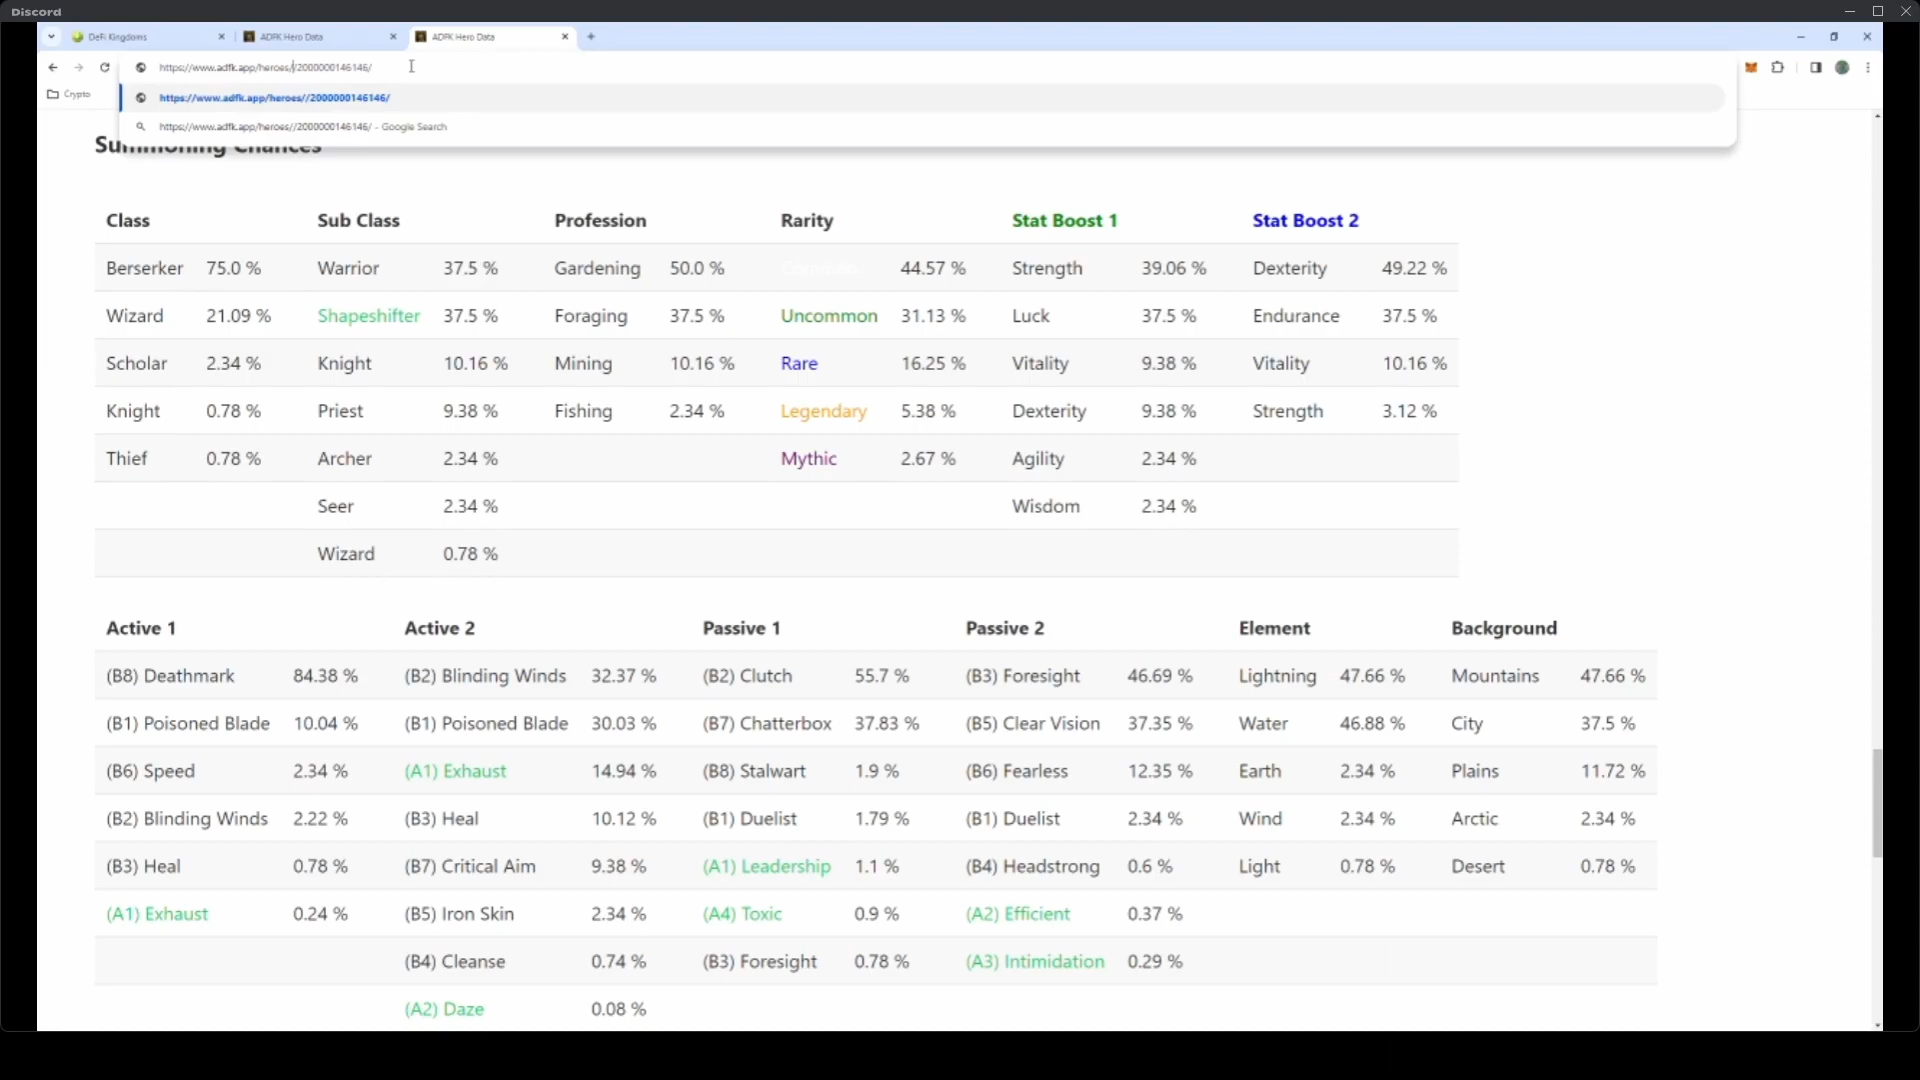 Discord
DeFi Kingdoms
ADFK Hero Data
ADFK Hero Data
https://www.adfk.app/heroes//2000000146146/
Crypto
https://www.adfk.app/heroes//2000000146146/
https://www.adfk.app/heroes//2000000146146/ - Google Search
Summoning Chances
Class Sub Class Profession Rarity Stat Boost 1 Stat Boost 2
Berserker 75.0 % Warrior 37.5 % Gardening 50.0 % Common 44.57 % Strength 39.06 % Dexterity 49.22 %
Wizard 21.09 % Shapeshifter 37.5 % Foraging 37.5 % Uncommon 31.13 % Luck 37.5 % Endurance 37.5 %
Scholar 2.34 % Knight 10.16 % Mining 10.16 % Rare 16.25 % Vitality 9.38 % Vitality 10.16 %
Knight 0.78 % Priest 9.38 % Fishing 2.34 % Legendary 5.38 % Dexterity 9.38 % Strength 3.12 %
Thief 0.78 % Archer 2.34 % Mythic 2.67 % Agility 2.34 %
Seer 2.34 % Wisdom 2.34 %
Wizard 0.78 %
Active 1 Active 2 Passive 1 Passive 2 Element Background
(B8) Deathmark 84.38 % (B2) Blinding Winds 32.37 % (B2) Clutch 55.7 % (B3) Foresight 46.69 % Lightning 47.66 % Mountains 47.66 %
(B1) Poisoned Blade 10.04 % (B1) Poisoned Blade 30.03 % (B7) Chatterbox 37.83 % (B5) Clear Vision 37.35 % Water 46.88 % City 37.5 %
(B6) Speed 2.34 % (A1) Exhaust 14.94 % (B8) Stalwart 1.9 % (B6) Fearless 12.35 % Earth 2.34 % Plains 11.72 %
(B2) Blinding Winds 2.22 % (B3) Heal 10.12 % (B1) Duelist 1.79 % (B1) Duelist 2.34 % Wind 2.34 % Arctic 2.34 %
(B3) Heal 0.78 % (B7) Critical Aim 9.38 % (A1) Leadership 1.1 % (B4) Headstrong 0.6 % Light 0.78 % Desert 0.78 %
(A1) Exhaust 0.24 % (B5) Iron Skin 2.34 % (A4) Toxic 0.9 % (A2) Efficient 0.37 %
(B4) Cleanse 0.74 % (B3) Foresight 0.78 % (A3) Intimidation 0.29 %
(A2) Daze 0.08 %